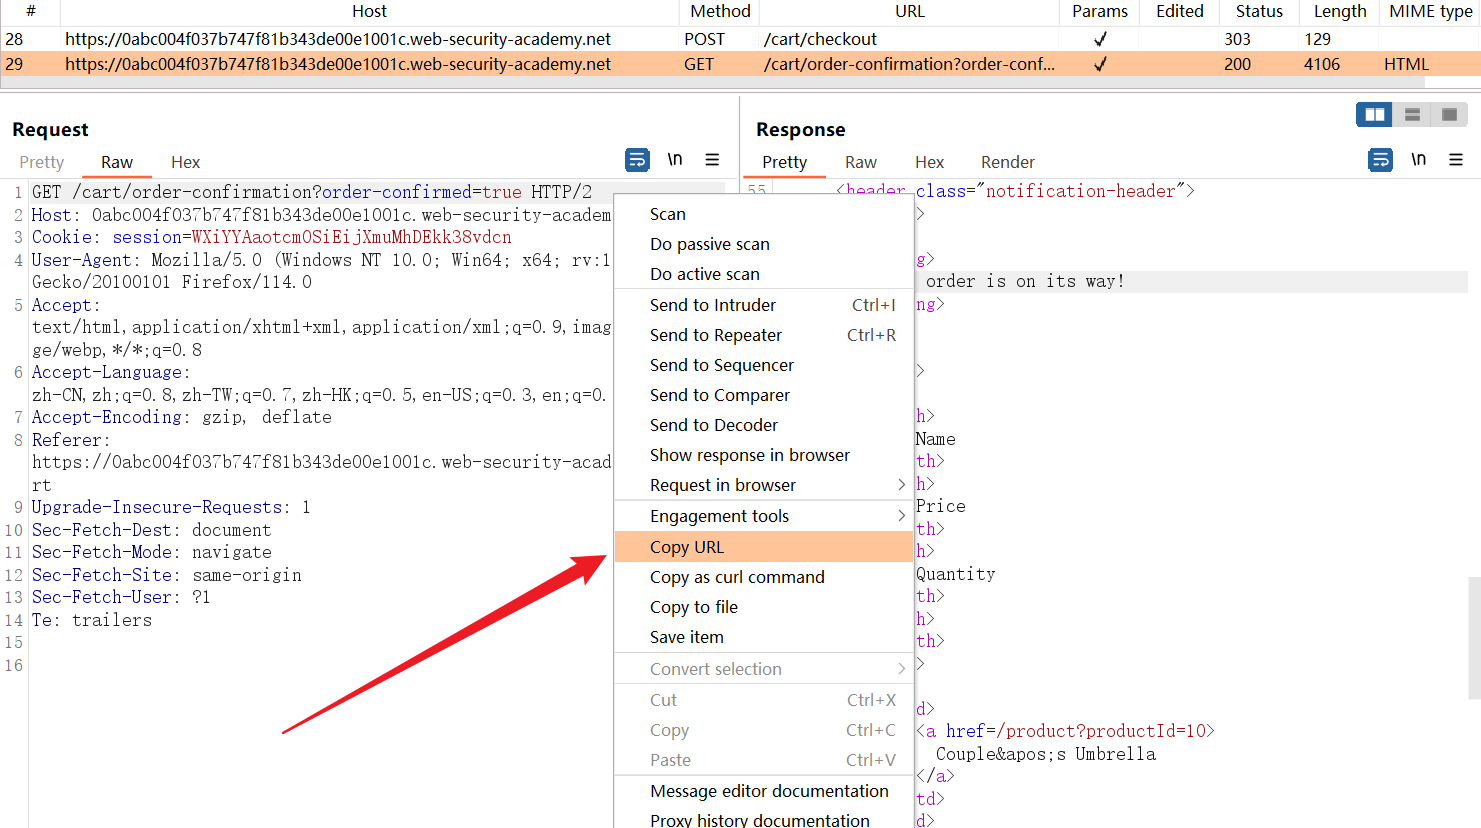 # Host Method URL Params Edited Status Length MIME type
28 https://0abc004f037b747f81b343de00e1001c.web-security-academy.net POST /cart/checkout ✓ 303 129
29 https://0abc004f037b747f81b343de00e1001c.web-security-academy.net GET /cart/order-confirmation?order-conf... ✓ 200 4106 HTML
Request
Pretty Raw Hex \n
1 GET /cart/order-confirmation?order-confirmed=true HTTP/2
2 Host: 0abc004f037b747f81b343de00e1001c.web-security-academ
3 Cookie: session=WXiYYAaotcmOSiEijXmuMhDEkk38vdcn
4 User-Agent: Mozilla/5.0 (Windows NT 10.0; Win64; x64; rv:1
Gecko/20100101 Firefox/114.0
5 Accept:
text/html,application/xhtml+xml,application/xml;q=0.9,imag
ge/webp,*/*;q=0.8
6 Accept-Language:
zh-CN,zh;q=0.8,zh-TW;q=0.7,zh-HK;q=0.5,en-US;q=0.3,en;q=0.
7 Accept-Encoding: gzip, deflate
8 Referer:
https://0abc004f037b747f81b343de00e1001c.web-security-acad
rt
9 Upgrade-Insecure-Requests: 1
10 Sec-Fetch-Dest: document
11 Sec-Fetch-Mode: navigate
12 Sec-Fetch-Site: same-origin
13 Sec-Fetch-User: ?1
14 Te: trailers
15
16
Scan
Do passive scan
Do active scan
Send to Intruder Ctrl+I
Send to Repeater Ctrl+R
Send to Sequencer
Send to Comparer
Send to Decoder
Show response in browser
Request in browser >
Engagement tools >
Copy URL
Copy as curl command
Copy to file
Save item
Convert selection >
Cut Ctrl+X
Copy Ctrl+C
Paste Ctrl+V
Message editor documentation
Proxy history documentation
Response
Pretty Raw Hex Render \n
55 <header class="notification-header">
>
g>
order is on its way!
ng>
>
h>
Name
th>
h>
Price
th>
h>
Quantity
th>
h>
th>
>
d>
<a href=/product?productId=10>
Couple&apos;s Umbrella
</a>
td>
d>